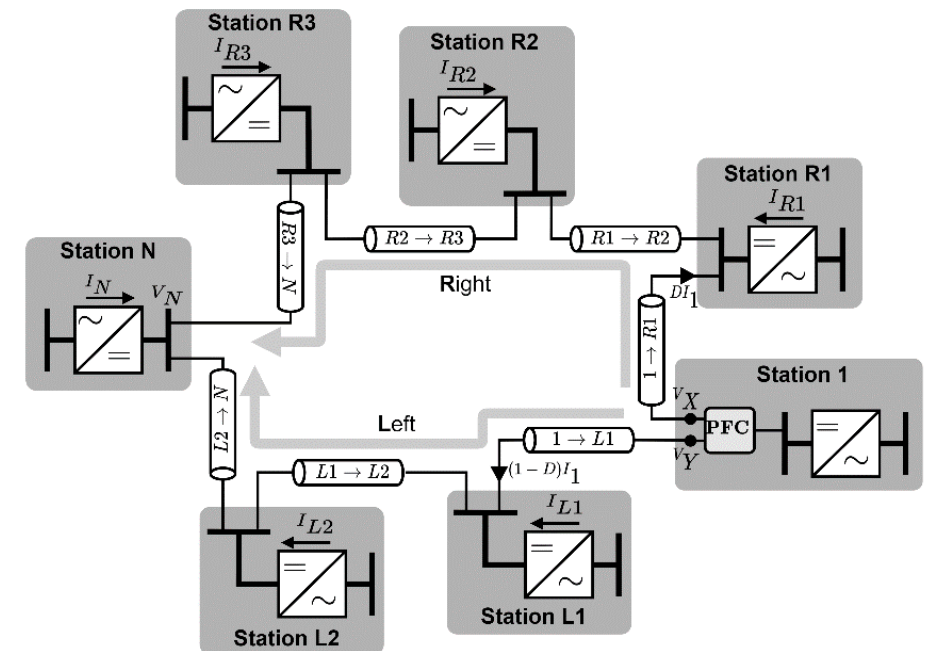 Station R3
I_R3
~
=
Station R2
I_R2
~
=
Station R1
I_R1
=
~
R3 → N
R2 → R3
R1 → R2
Station N
I_N
V_N
~
=
Right
DI_1
1 → R1
Station 1
V_X
PFC
V_Y
=
~
Left
L2 → N
1 → L1
(1-D)I_1
L1 → L2
I_L2
=
~
Station L2
I_L1
=
~
Station L1